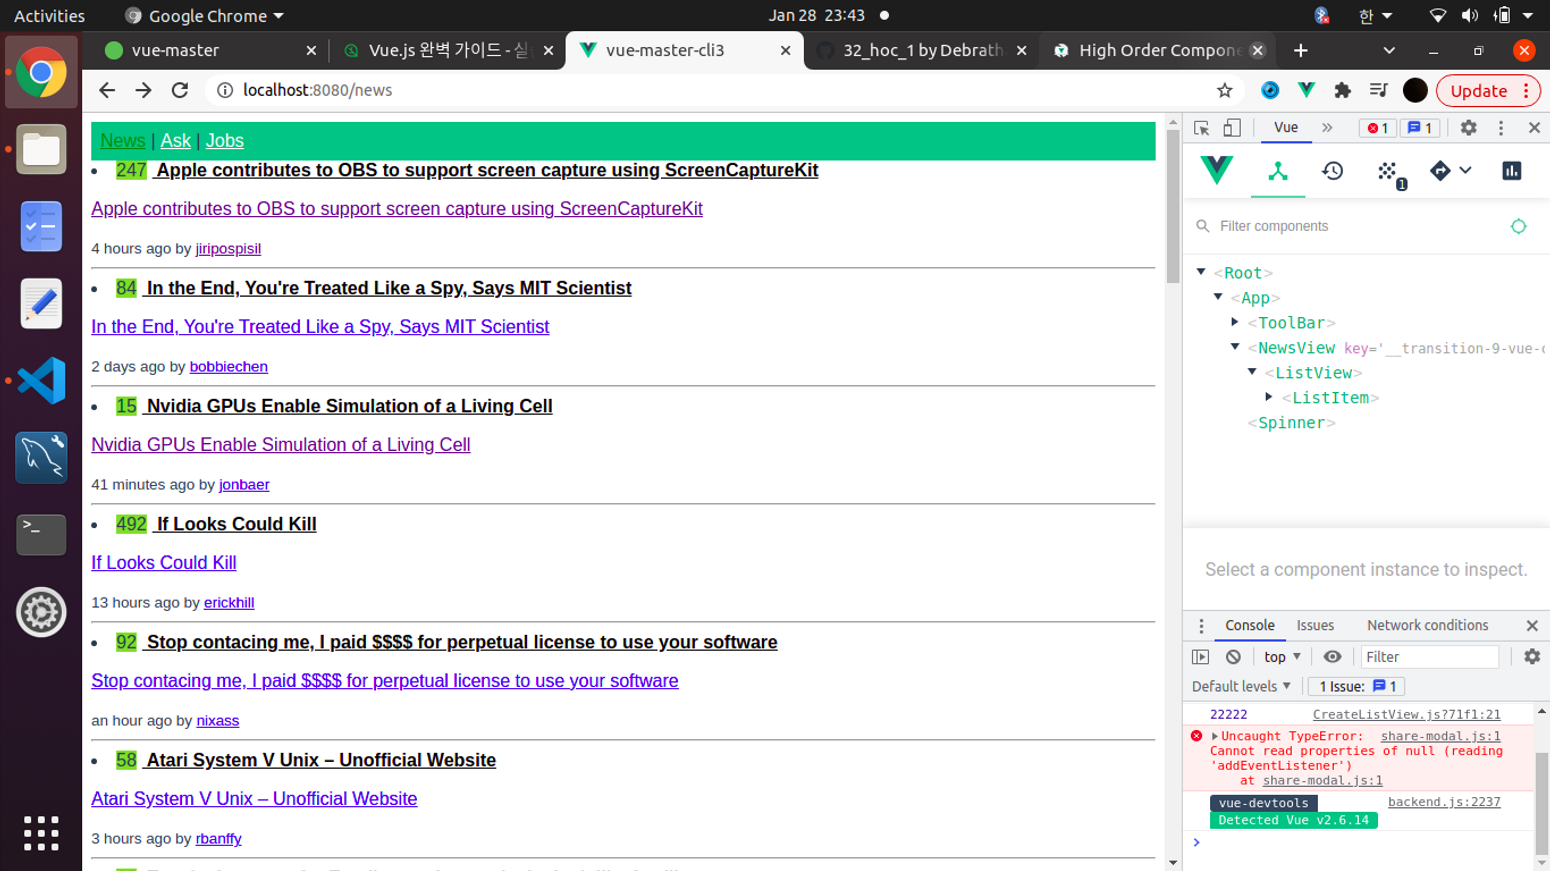 Activities
Google Chrome
Jan 28 23:43
한
vue-master
Vue.js 완벽 가이드 - 실
vue-master-cli3
32_hoc_1 by Debrath
High Order Compone
localhost:8080/news
Update
News | Ask | Jobs
247 Apple contributes to OBS to support screen capture using ScreenCaptureKit
Apple contributes to OBS to support screen capture using ScreenCaptureKit
4 hours ago by jiripospisil
84 In the End, You're Treated Like a Spy, Says MIT Scientist
In the End, You're Treated Like a Spy, Says MIT Scientist
2 days ago by bobbiechen
15 Nvidia GPUs Enable Simulation of a Living Cell
Nvidia GPUs Enable Simulation of a Living Cell
41 minutes ago by jonbaer
492 If Looks Could Kill
If Looks Could Kill
13 hours ago by erickhill
92 Stop contacing me, I paid $$$$ for perpetual license to use your software
Stop contacing me, I paid $$$$ for perpetual license to use your software
an hour ago by nixass
58 Atari System V Unix – Unofficial Website
Atari System V Unix – Unofficial Website
3 hours ago by rbanffy
Vue
1
1
1
Filter components
<Root>
<App>
<ToolBar>
<NewsView key='__transition-9-vue-c
<ListView>
<ListItem>
<Spinner>
Select a component instance to inspect.
Console Issues Network conditions
top
Filter
Default levels
1 Issue: 1
22222 CreateListView.js?71f1:21
Uncaught TypeError: share-modal.js:1
Cannot read properties of null (reading
'addEventListener')
at share-modal.js:1
vue-devtools backend.js:2237
Detected Vue v2.6.14